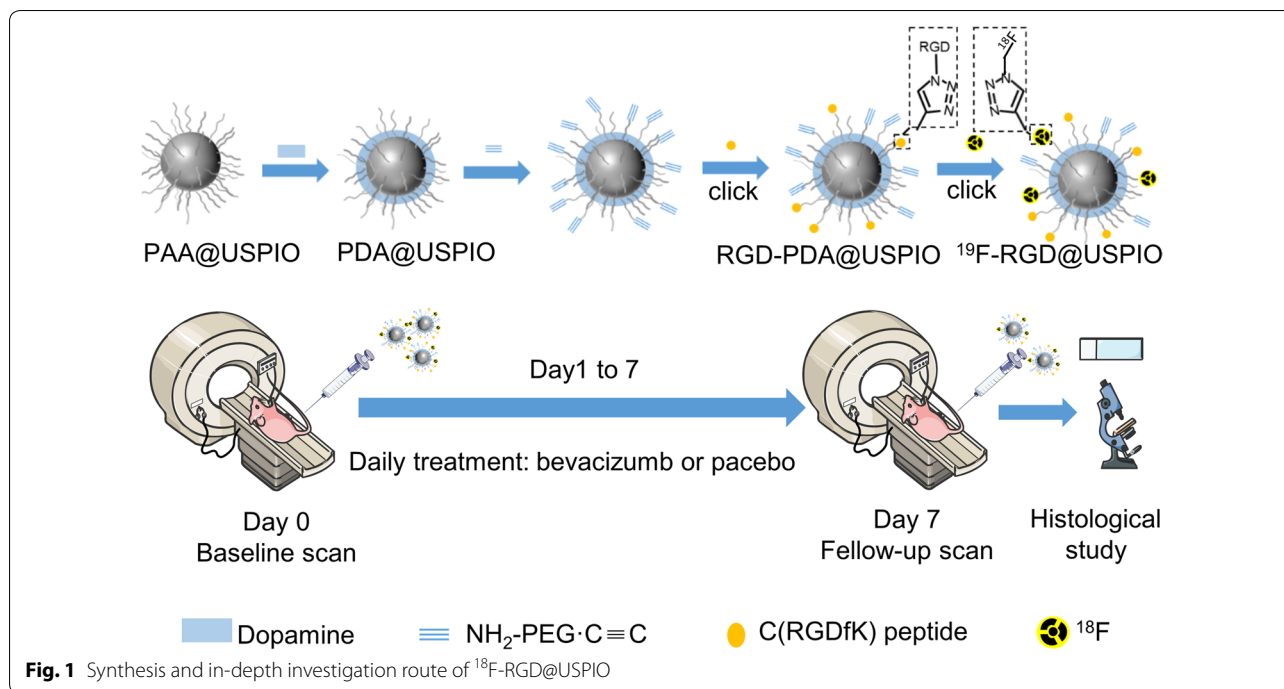 RGD
N
N
N
¹⁸F
N
N
N
click
click
PAA@USPIO
PDA@USPIO
RGD-PDA@USPIO
¹⁹F-RGD@USPIO
Day1 to 7
Daily treatment: bevacizumb or pacebo
Day 0
Baseline scan
Day 7
Fellow-up scan
Histological
study
Dopamine
NH₂-PEG·C≡C
C(RGDfK) peptide
¹⁸F
Fig. 1 Synthesis and in-depth investigation route of ¹⁸F-RGD@USPIO